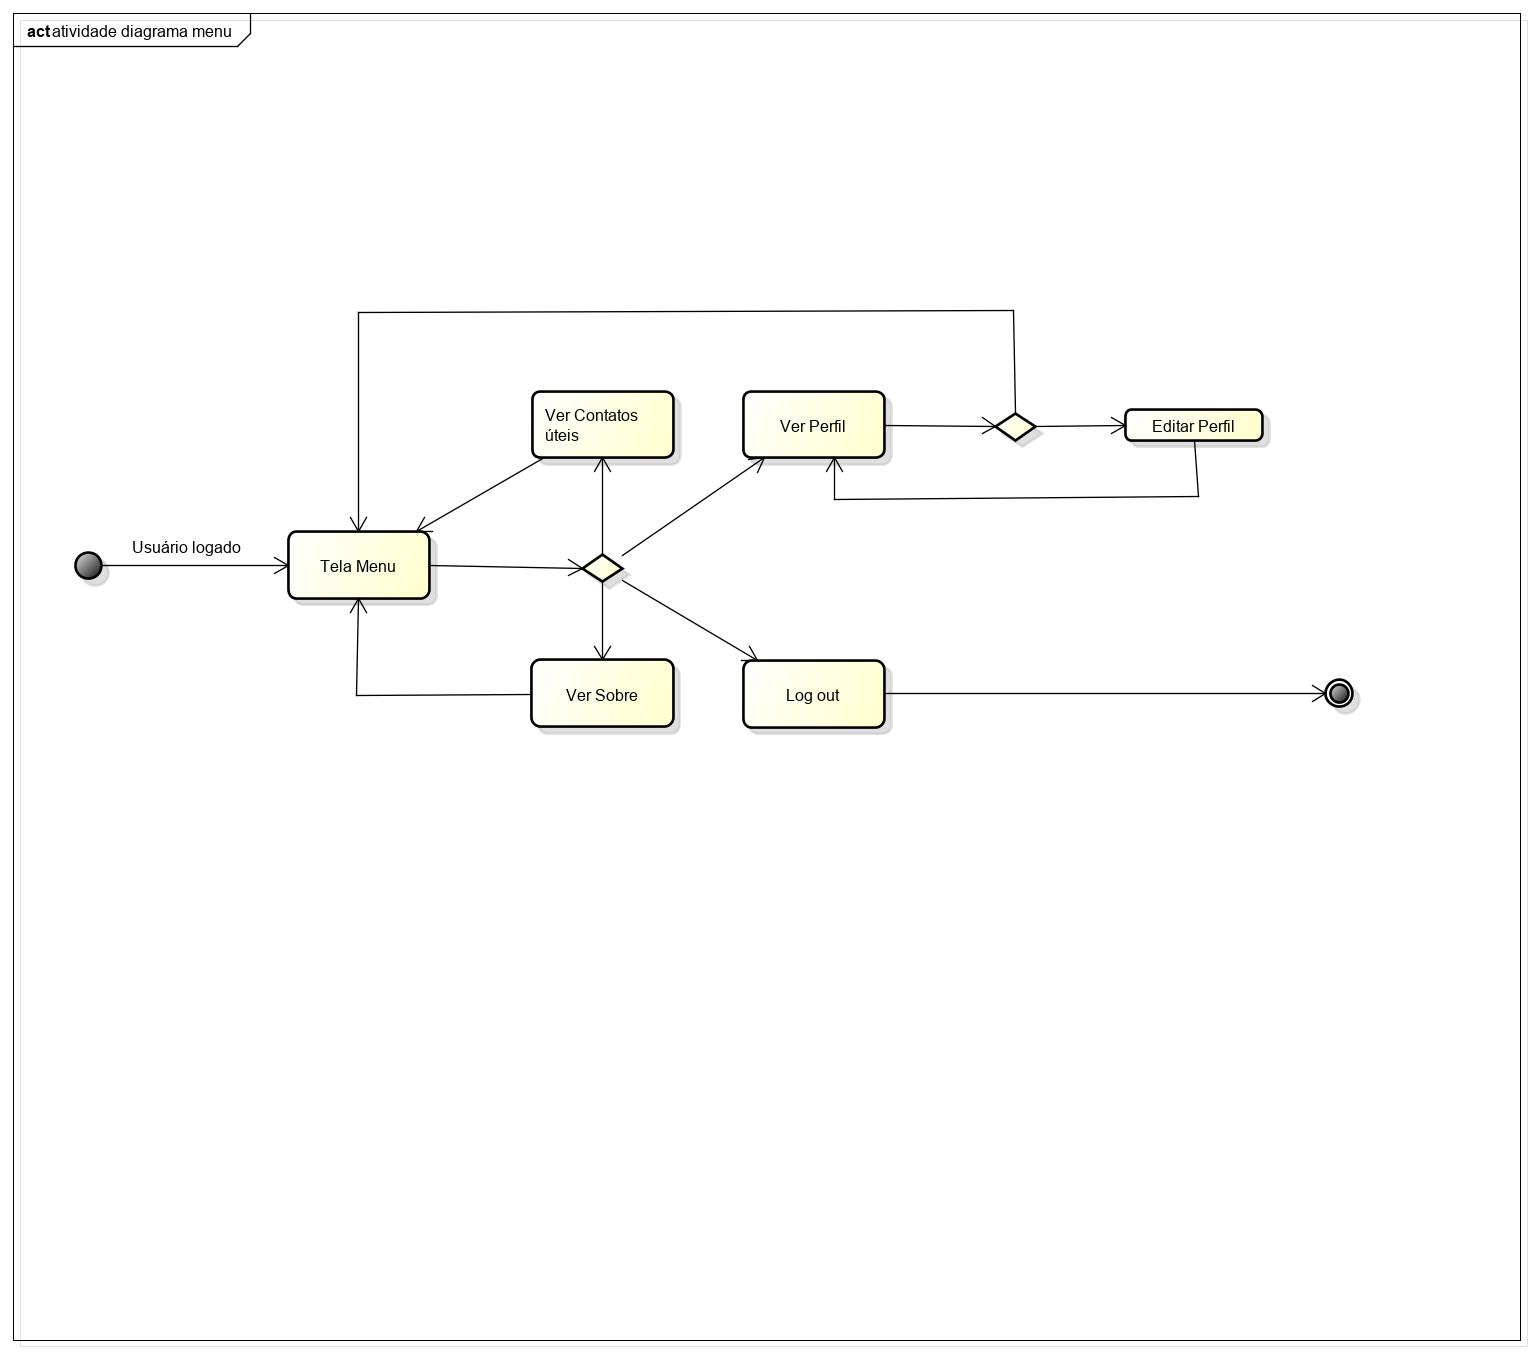 act atividade diagrama menu
Ver Contatos
úteis
Ver Perfil
Editar Perfil
Usuário logado
Tela Menu
Ver Sobre
Log out